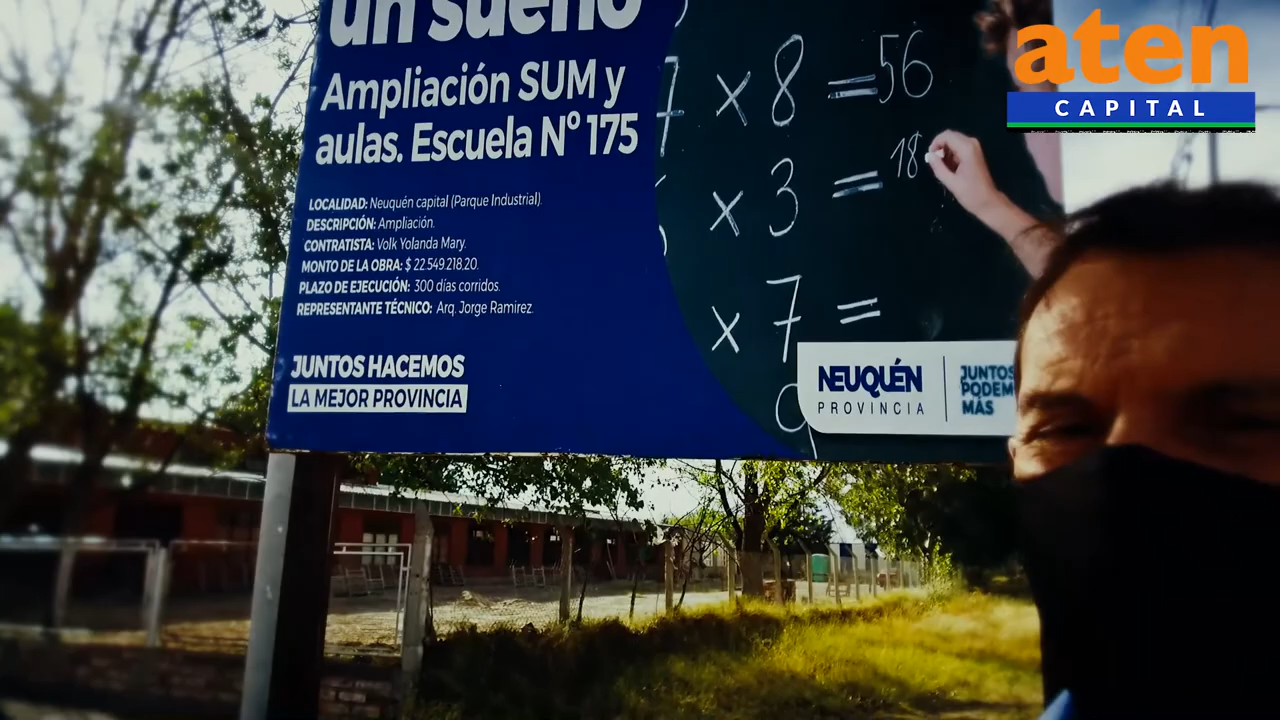 un sueño
Ampliación SUM y
aulas. Escuela N° 175
LOCALIDAD: Neuquén capital (Parque Industrial).
DESCRIPCIÓN: Ampliación.
CONTRATISTA: Volk Yolanda Mary.
MONTO DE LA OBRA: $ 22.549.218,20.
PLAZO DE EJECUCIÓN: 300 días corridos.
REPRESENTANTE TÉCNICO: Arq. Jorge Ramirez.
JUNTOS HACEMOS
LA MEJOR PROVINCIA
7 × 8 = 56
× 3 = 18
× 7 =
9
NEUQUÉN
PROVINCIA
JUNTOS
PODEM
MÁS
aten
CAPITAL